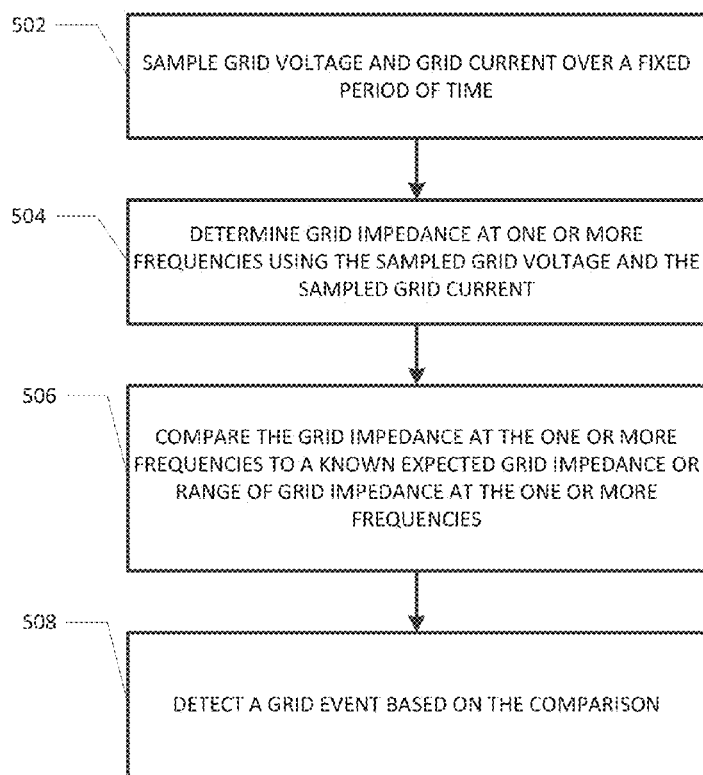 502
SAMPLE GRID VOLTAGE AND GRID CURRENT OVER A FIXED
PERIOD OF TIME
504
DETERMINE GRID IMPEDANCE AT ONE OR MORE
FREQUENCIES USING THE SAMPLED GRID VOLTAGE AND THE
SAMPLED GRID CURRENT
506
COMPARE THE GRID IMPEDANCE AT THE ONE OR MORE
FREQUENCIES TO A KNOWN EXPECTED GRID IMPEDANCE OR
RANGE OF GRID IMPEDANCE AT THE ONE OR MORE
FREQUENCIES
508
DETECT A GRID EVENT BASED ON THE COMPARISON